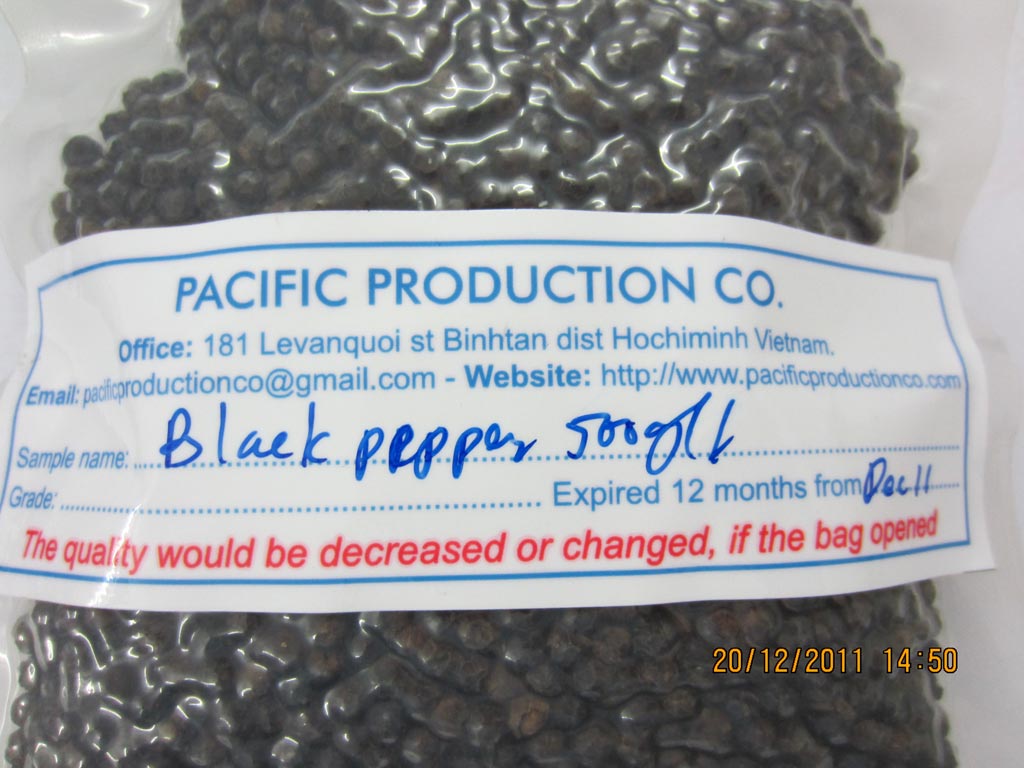 PACIFIC PRODUCTION CO.
Office: 181 Levanquoi st Binhtan dist Hochiminh Vietnam.
Email: pacificproductionco@gmail.com - Website: http://www.pacificproductionco.com
Sample name: Black pepper 500g/l
Grade: Expired 12 months from Dec 11
The quality would be decreased or changed, if the bag opened
20/12/2011 14:50